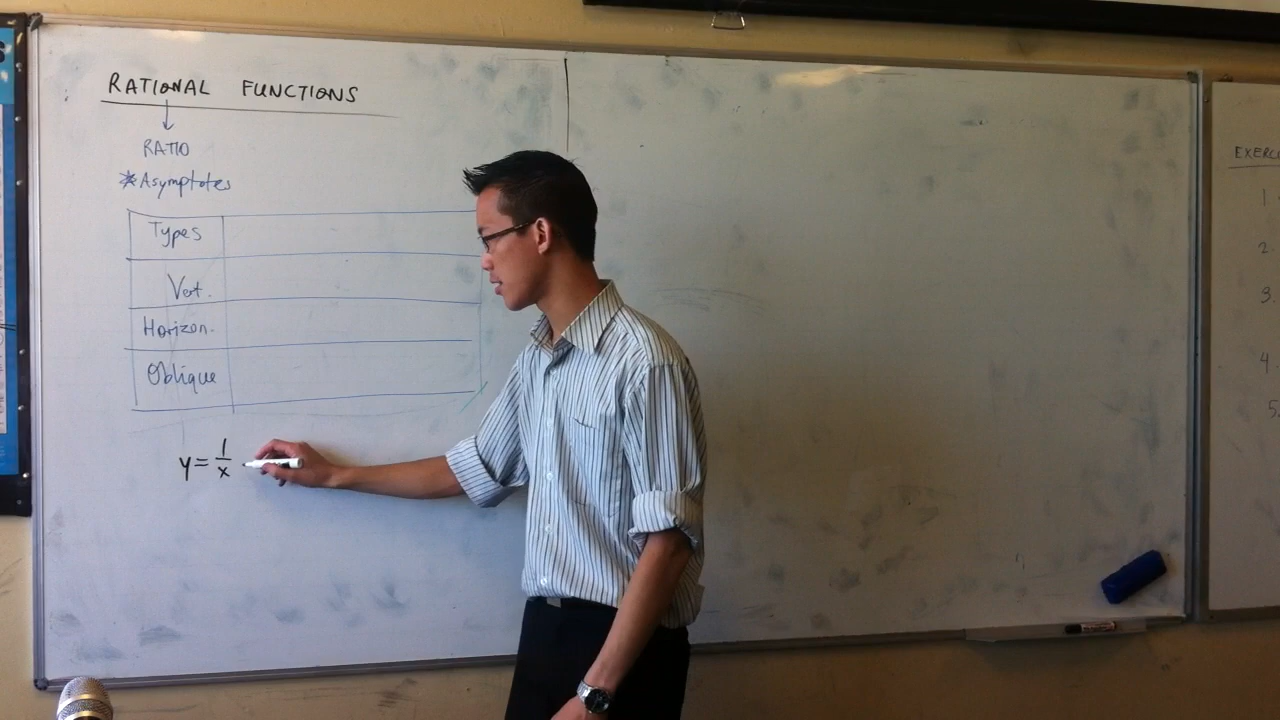 RATIONAL FUNCTIONS
RATIO
*Asymptotes
Types
Vert.
Horizon.
Oblique
y = 1/x
EXERC
1.
2.
3.
4.
5.